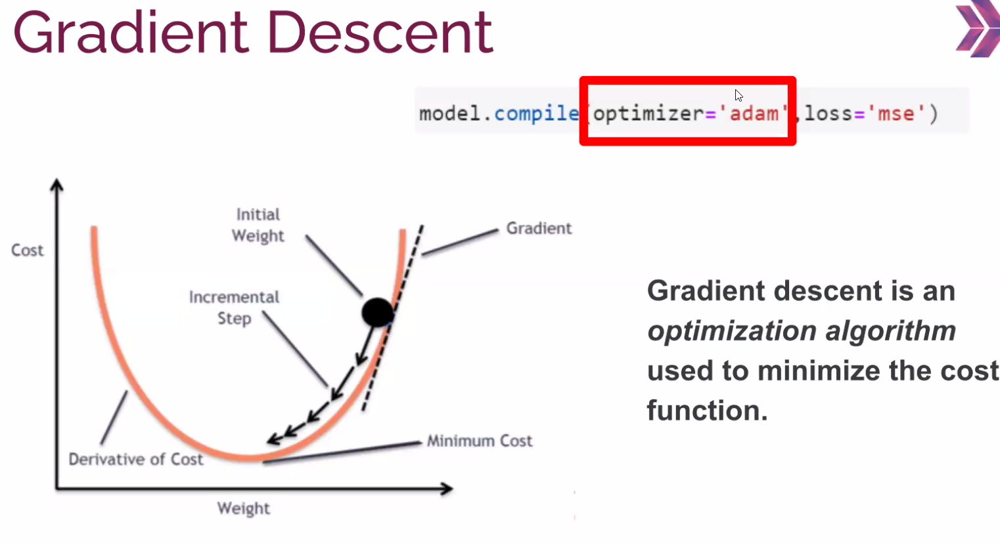 Gradient Descent
model.compile(optimizer='adam',loss='mse')
Initial
Weight
Gradient
Cost
Incremental
Step
Gradient descent is an
optimization algorithm
used to minimize the cost
function.
Minimum Cost
Derivative of Cost
Weight